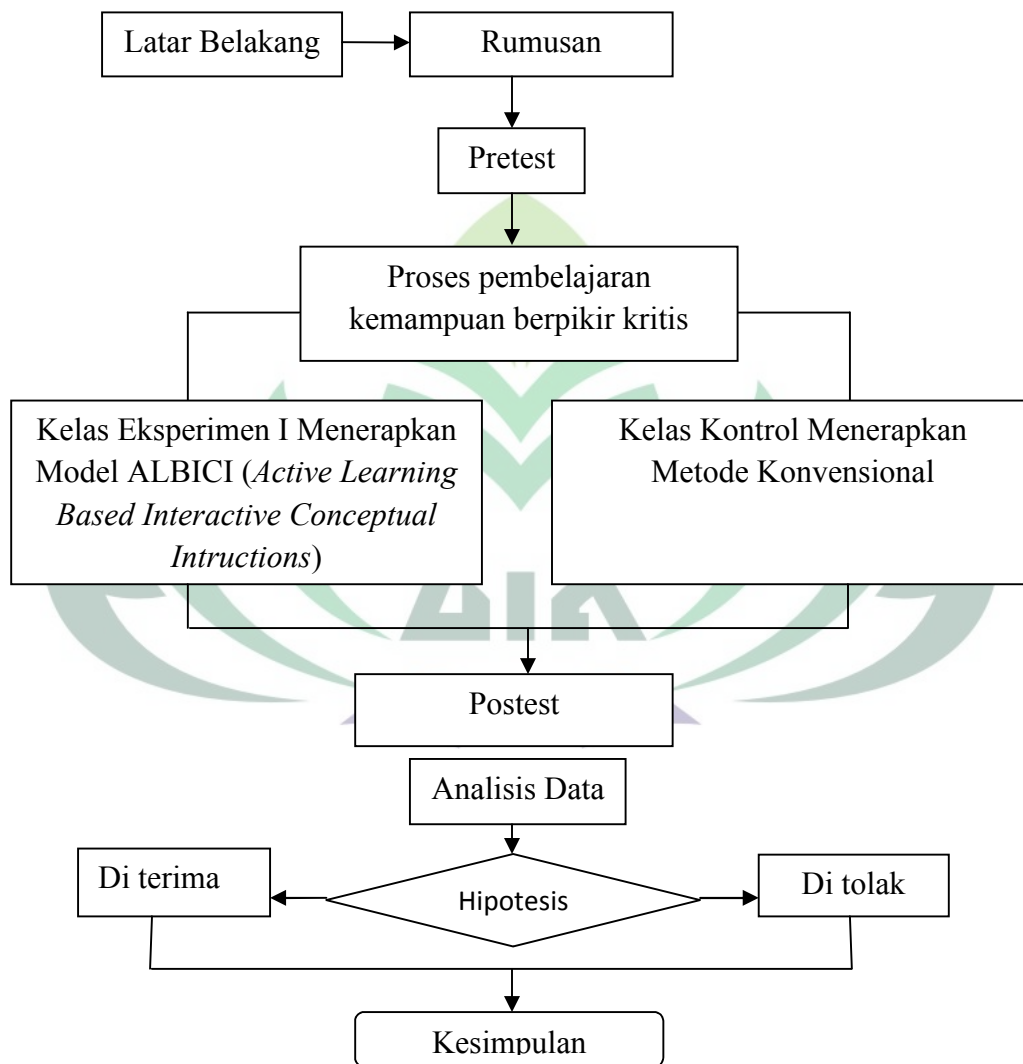 Latar Belakang
Rumusan
Pretest
Proses pembelajaran
kemampuan berpikir kritis
Kelas Eksperimen I Menerapkan
Model ALBICI (Active Learning
Based Interactive Conceptual
Intructions)
Kelas Kontrol Menerapkan
Metode Konvensional
Postest
Analisis Data
Di terima
Hipotesis
Di tolak
Kesimpulan